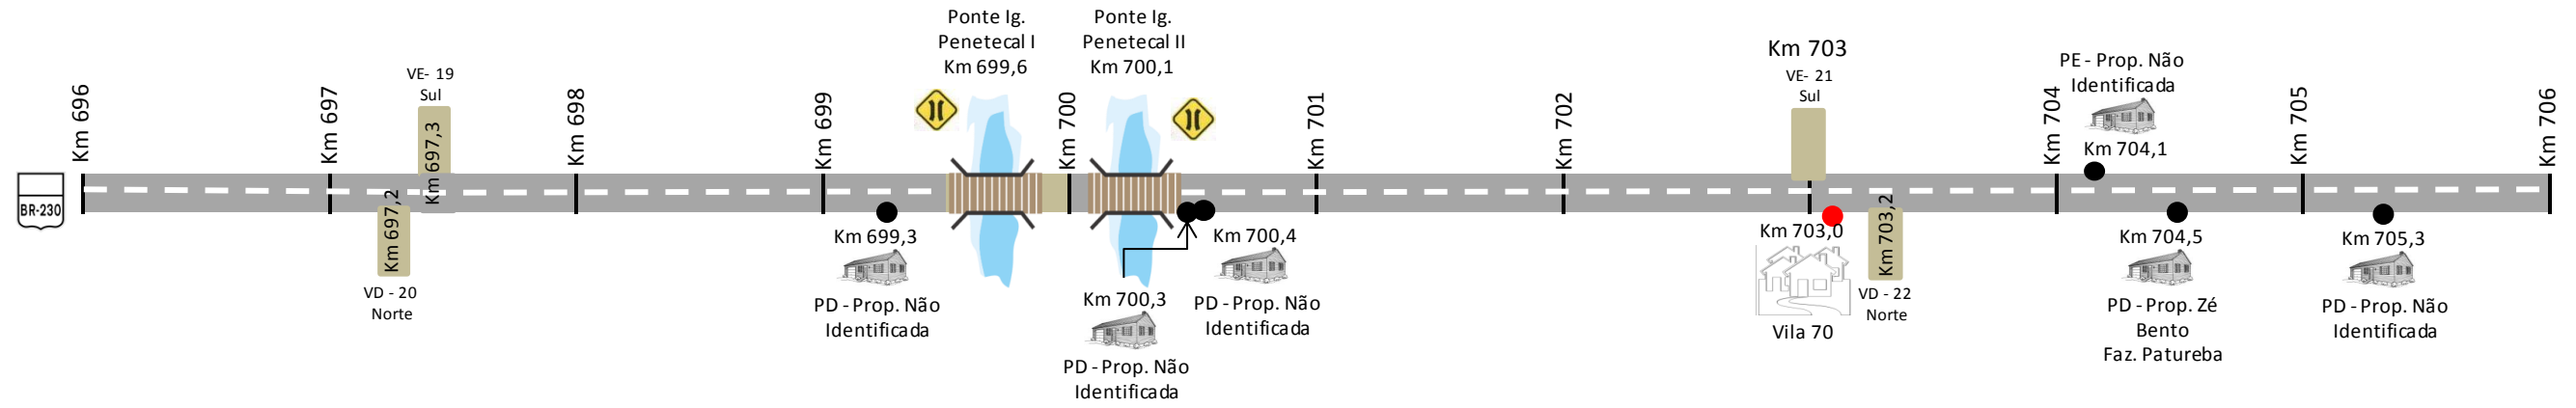 BR-230
Km 696
Km 697
Km 697,2
VD - 20
Norte
VE- 19
Sul
Km 697,3
Km 698
Km 699
Km 699,3
PD - Prop. Não
Identificada
Ponte Ig.
Penetecal I
Km 699,6
Km 700
Ponte Ig.
Penetecal II
Km 700,1
Km 700,3
PD - Prop. Não
Identificada
Km 700,4
PD - Prop. Não
Identificada
Km 701
Km 702
Km 703
VE- 21
Sul
Km 703,0
Vila 70
Km 703,2
VD - 22
Norte
Km 704
PE - Prop. Não
Identificada
Km 704,1
Km 704,5
PD - Prop. Zé
Bento
Faz. Patureba
Km 705
Km 705,3
PD - Prop. Não
Identificada
Km 706